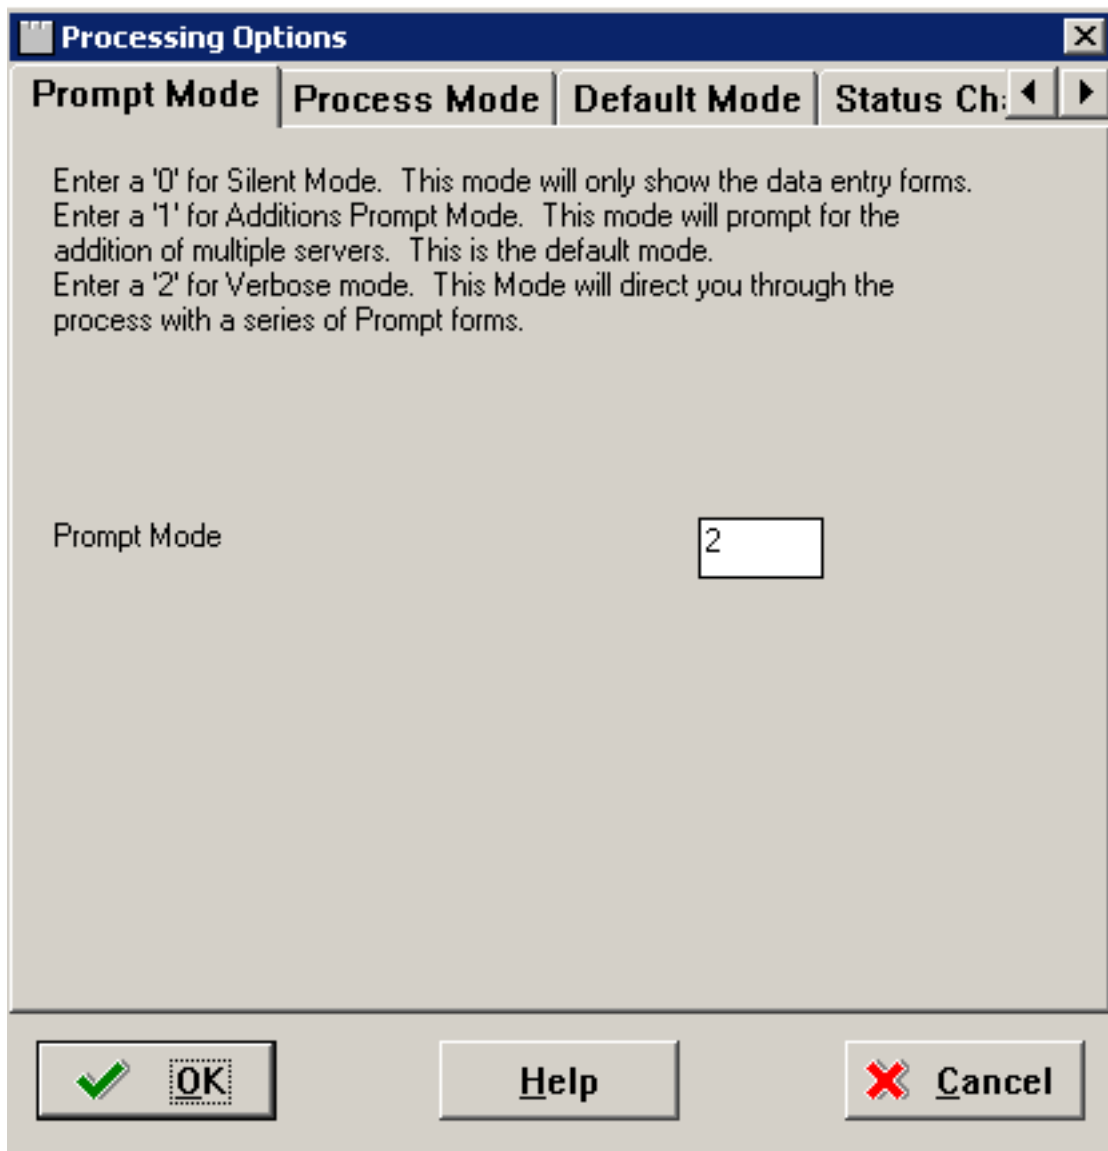 Processing Options
Prompt Mode Process Mode Default Mode Status Ch
Enter a '0' for Silent Mode.  This mode will only show the data entry forms.
Enter a '1' for Additions Prompt Mode.  This mode will prompt for the
addition of multiple servers.  This is the default mode.
Enter a '2' for Verbose mode.  This Mode will direct you through the
process with a series of Prompt forms.
Prompt Mode 2
OK Help Cancel